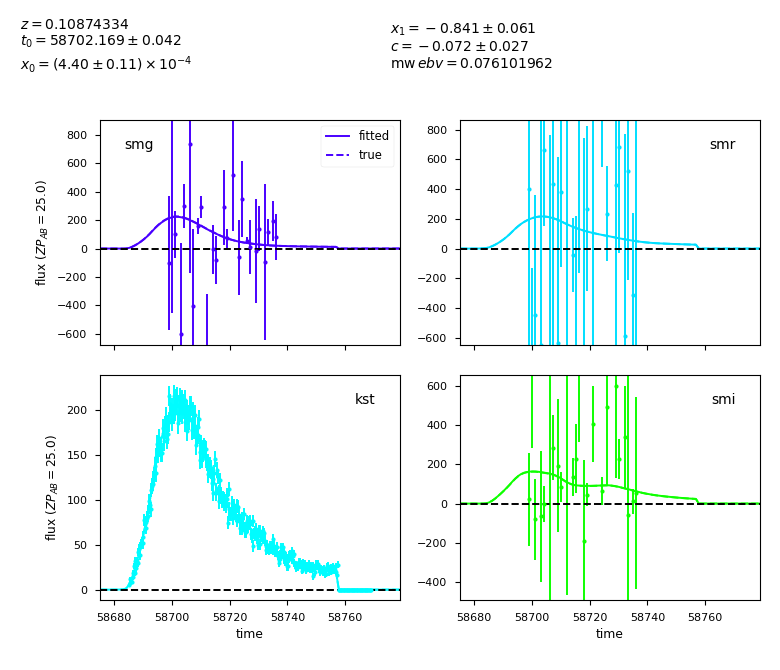 z = 0.10874334
t₀ = 58702.169 ± 0.042
x₀ = (4.40 ± 0.11) × 10⁻⁴
x₁ = −0.841 ± 0.061
c = −0.072 ± 0.027
mw ebv = 0.076101962
smg
fitted
true
flux (ZP_AB = 25.0)
800
600
400
200
0
−200
−400
−600
smr
800
600
400
200
0
−200
−400
−600
kst
flux (ZP_AB = 25.0)
200
150
100
50
0
58680 58700 58720 58740 58760
time
smi
600
400
200
0
−200
−400
58680 58700 58720 58740 58760
time